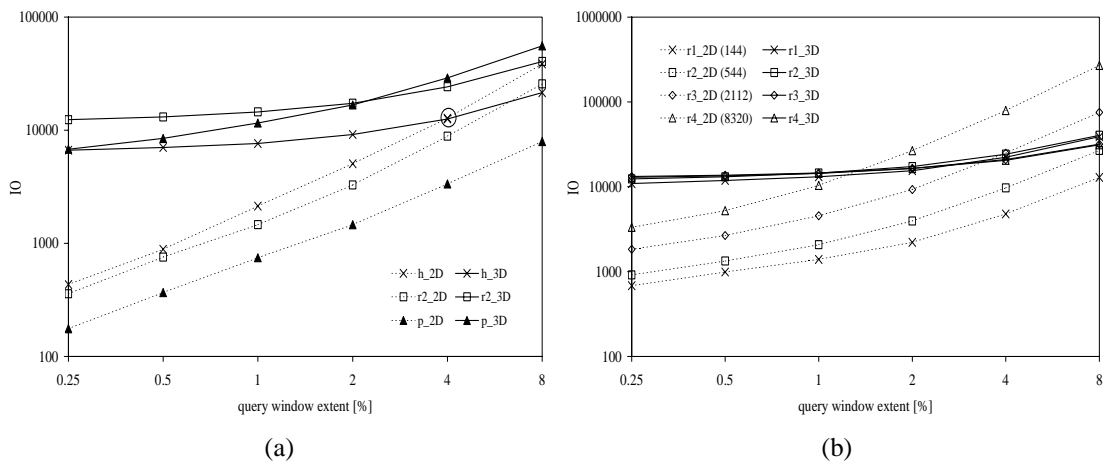 100000
10000
1000
100
IO
0.25 0.5 1 2 4 8
query window extent [%]
h_2D h_3D
r2_2D r2_3D
p_2D p_3D
(a)
1000000
100000
10000
1000
100
IO
r1_2D (144) r1_3D
r2_2D (544) r2_3D
r3_2D (2112) r3_3D
r4_2D (8320) r4_3D
0.25 0.5 1 2 4 8
query window extent [%]
(b)